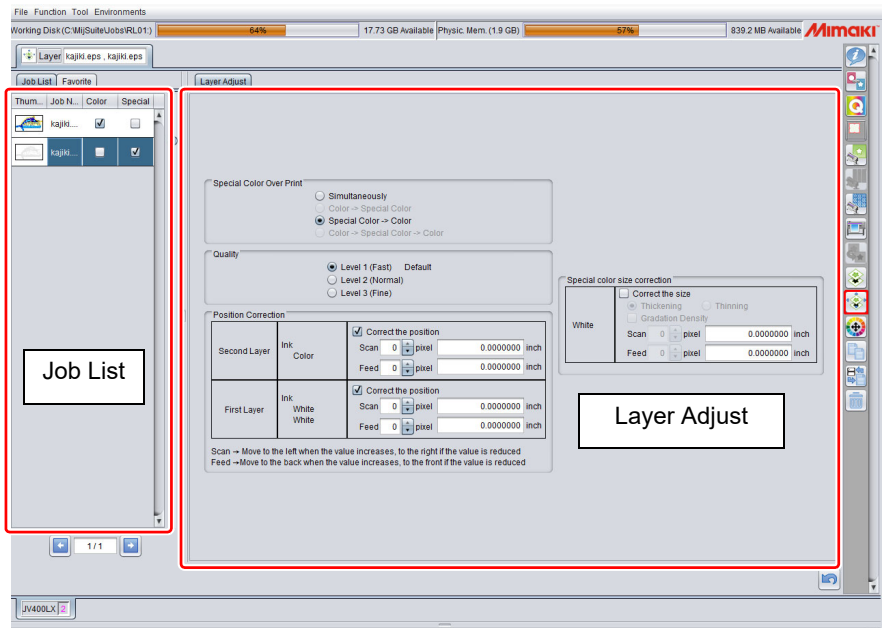 File Function Tool Environments
Working Disk (C:\MijSuite\Jobs\RL01:) 64% 17.73 GB Available Physic. Mem. (1.9 GB) 57% 839.2 MB Available Mimaki
Layer kajiki.eps , kajiki.eps
Job List Favorite Layer Adjust
Thum... Job N... Color Special
kajiki....
kajiki....
Special Color Over Print
Simultaneously
Color -> Special Color
Special Color -> Color
Color -> Special Color -> Color
Quality
Level 1 (Fast) Default
Level 2 (Normal)
Level 3 (Fine)
Position Correction
Second Layer
Ink
Color
Correct the position
Scan 0 pixel 0.0000000 inch
Feed 0 pixel 0.0000000 inch
First Layer
Ink
White
White
Correct the position
Scan 0 pixel 0.0000000 inch
Feed 0 pixel 0.0000000 inch
Scan → Move to the left when the value increases, to the right if the value is reduced
Feed →Move to the back when the value increases, to the front if the value is reduced
Special color size correction
White
Correct the size
Thickening Thinning
Gradation Density
Scan 0 pixel 0.0000000 inch
Feed 0 pixel 0.0000000 inch
Job List
Layer Adjust
1/1
JV400LX 2